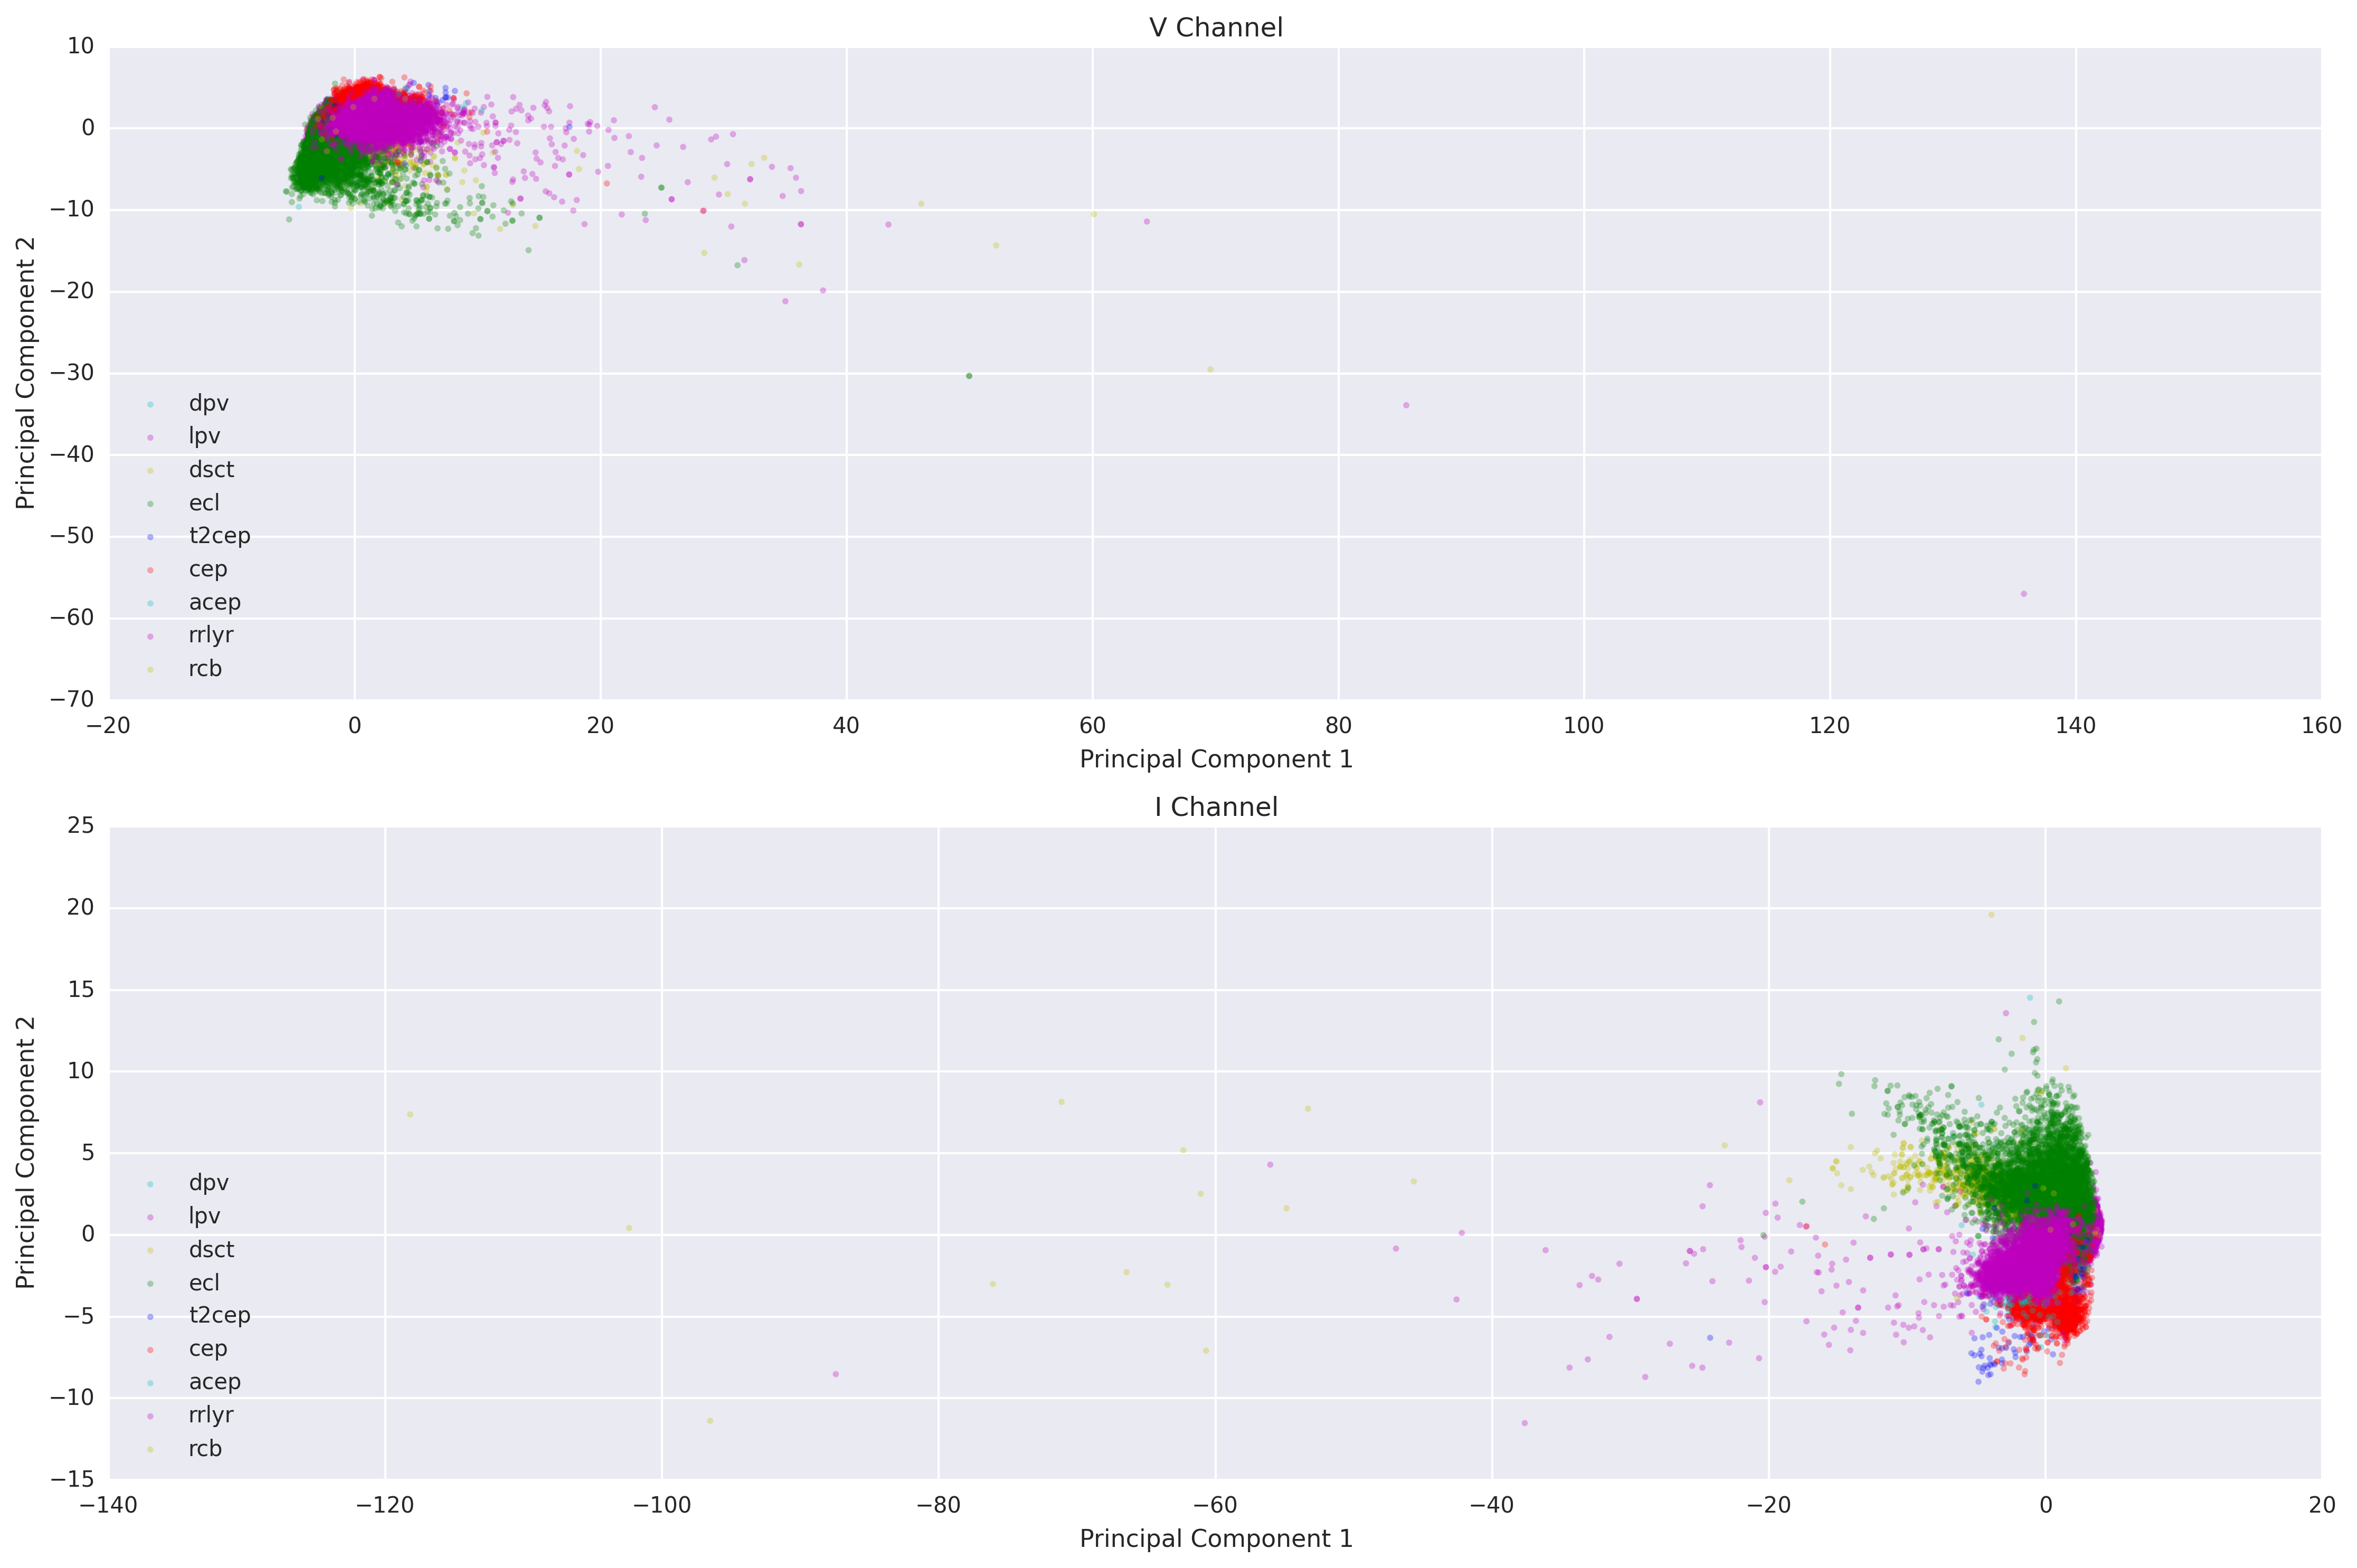 V Channel
10
0
−10
−20
−30
−40
−50
−60
−70
Principal Component 2
dpv
lpv
dsct
ecl
t2cep
cep
acep
rrlyr
rcb
−20 0 20 40 60 80 100 120 140 160
Principal Component 1
I Channel
25
20
15
10
5
0
−5
−10
−15
Principal Component 2
dpv
lpv
dsct
ecl
t2cep
cep
acep
rrlyr
rcb
−140 −120 −100 −80 −60 −40 −20 0 20
Principal Component 1